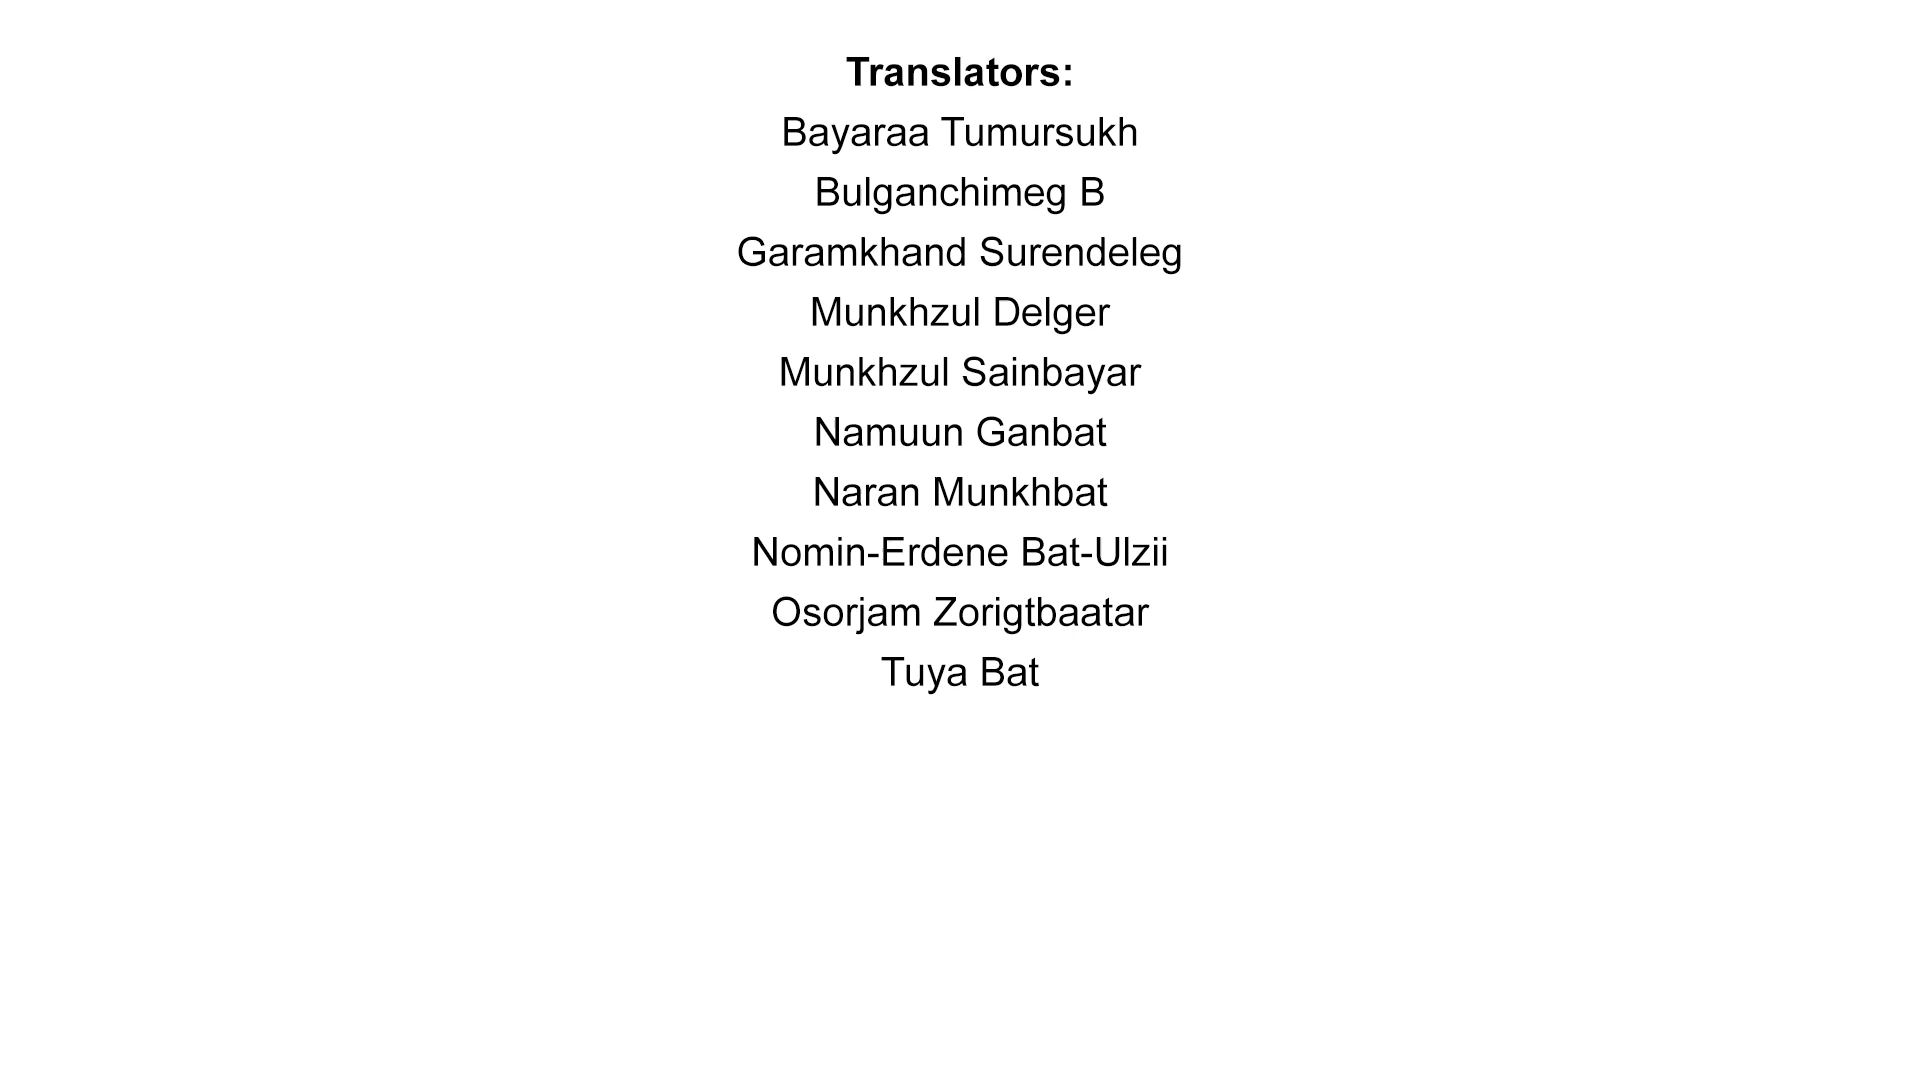 Translators:
Bayaraa Tumursukh
Bulganchimeg B
Garamkhand Surendeleg
Munkhzul Delger
Munkhzul Sainbayar
Namuun Ganbat
Naran Munkhbat
Nomin-Erdene Bat-Ulzii
Osorjam Zorigtbaatar
Tuya Bat